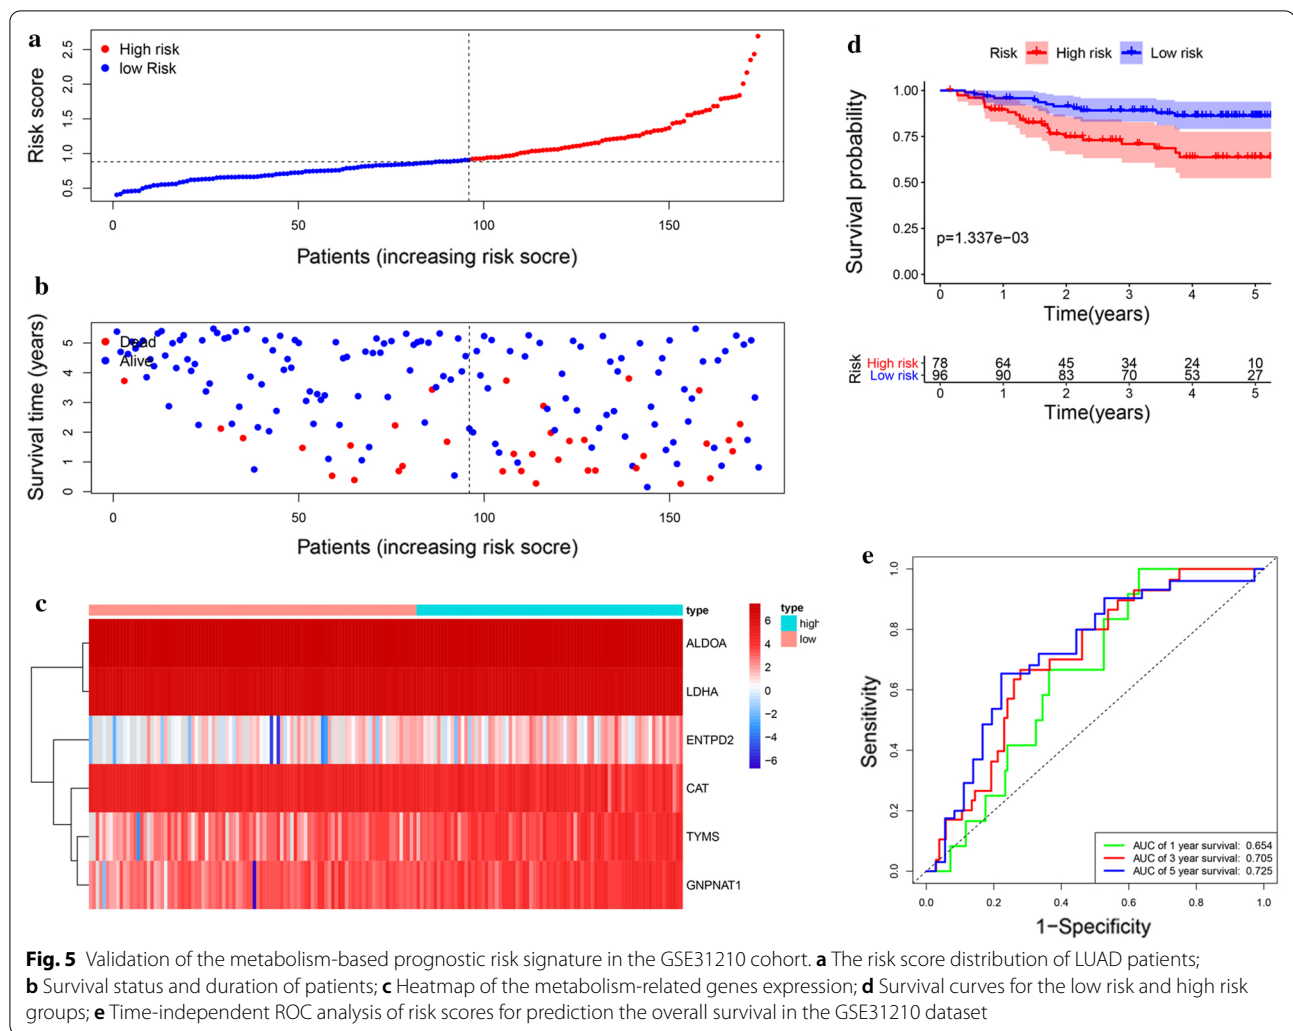 a
High risk
low Risk
Risk score
2.5
2.0
1.5
1.0
0.5
0 50 100 150
Patients (increasing risk socre)
b
Dead
Alive
Survival time (years)
5
4
3
2
1
0
0 50 100 150
Patients (increasing risk socre)
c
type
ALDOA
LDHA
ENTPD2
CAT
TYMS
GNPNAT1
6
4
2
0
−2
−4
−6
type
high
low
d
Risk High risk Low risk
Survival probability
1.00
0.75
0.50
0.25
0.00
p=1.337e−03
0 1 2 3 4 5
Time(years)
Risk
High risk 78 64 45 34 24 10
Low risk 96 90 83 70 53 27
0 1 2 3 4 5
Time(years)
e
Sensitivity
1.0
0.8
0.6
0.4
0.2
0.0
AUC of 1 year survival: 0.654
AUC of 3 year survival: 0.705
AUC of 5 year survival: 0.725
0.0 0.2 0.4 0.6 0.8 1.0
1−Specificity
Fig. 5 Validation of the metabolism-based prognostic risk signature in the GSE31210 cohort. a The risk score distribution of LUAD patients;
b Survival status and duration of patients; c Heatmap of the metabolism-related genes expression; d Survival curves for the low risk and high risk
groups; e Time-independent ROC analysis of risk scores for prediction the overall survival in the GSE31210 dataset